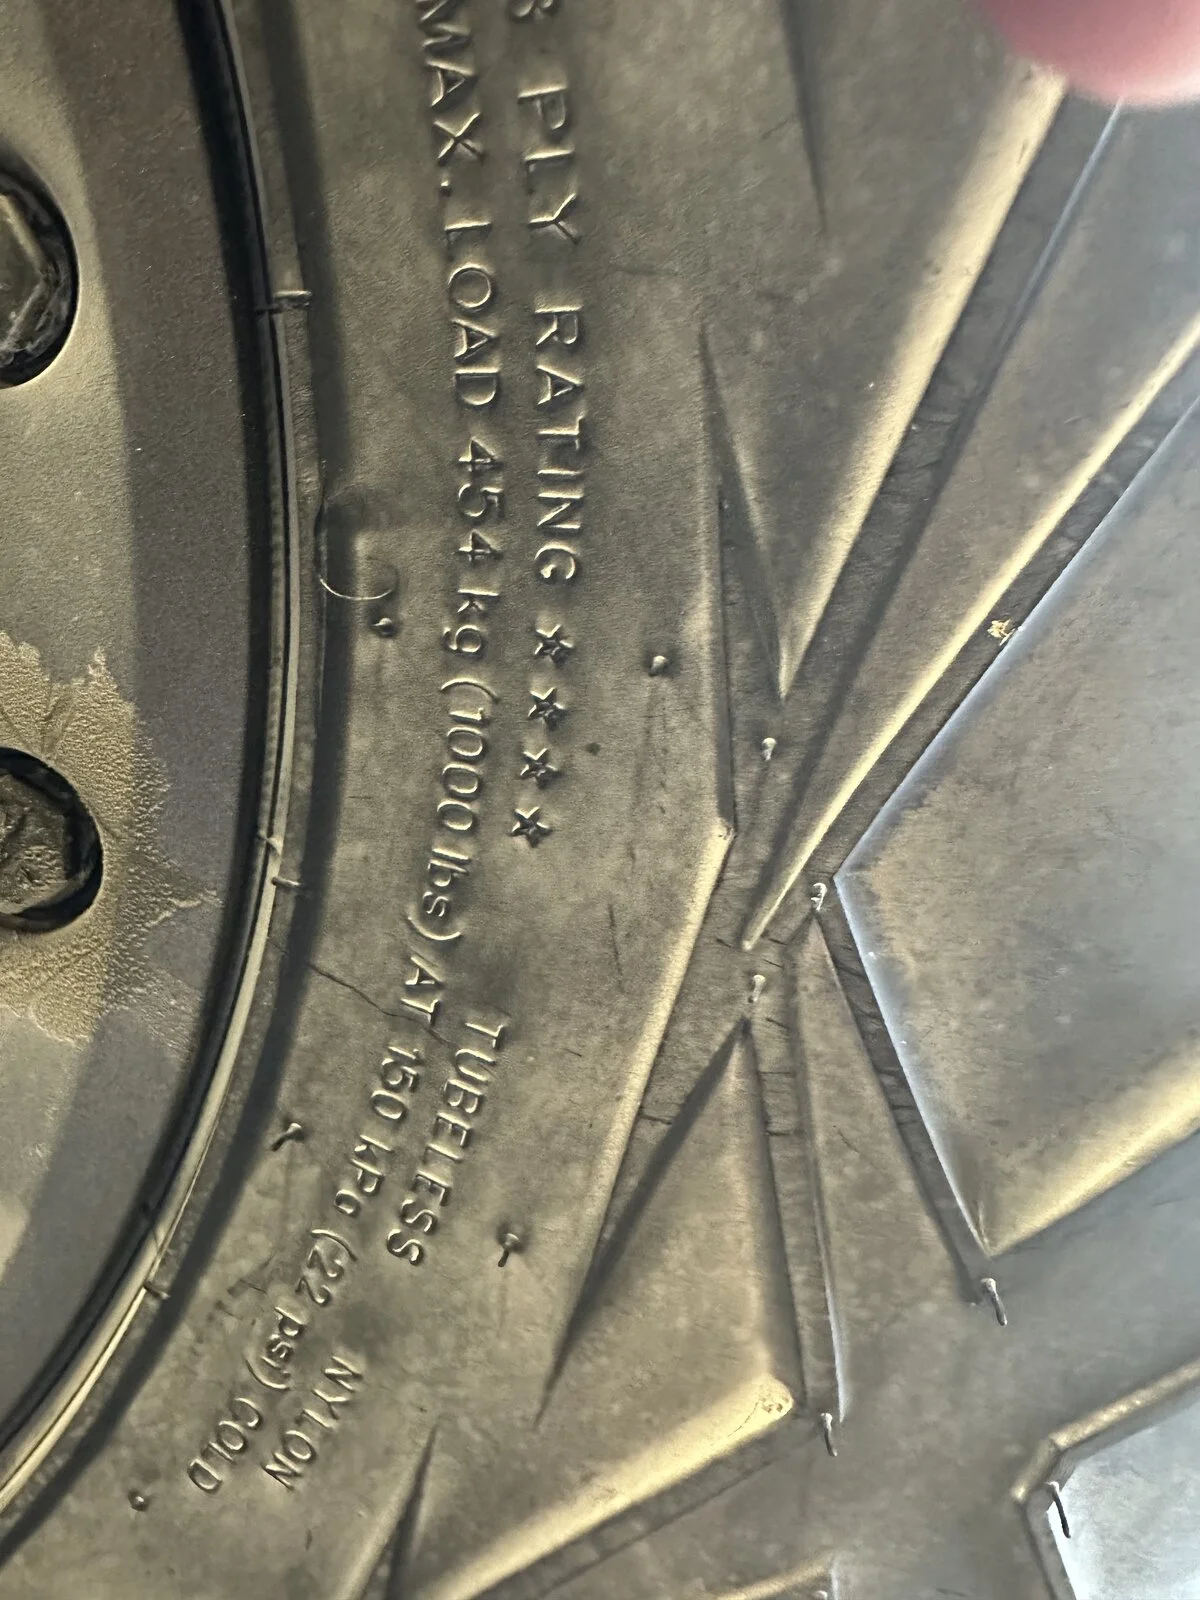 PLY RATING ☆☆☆☆ TUBELESS NYLON
MAX. LOAD 454 kg (1000 lbs) AT 150 kPa (22 psi) COLD